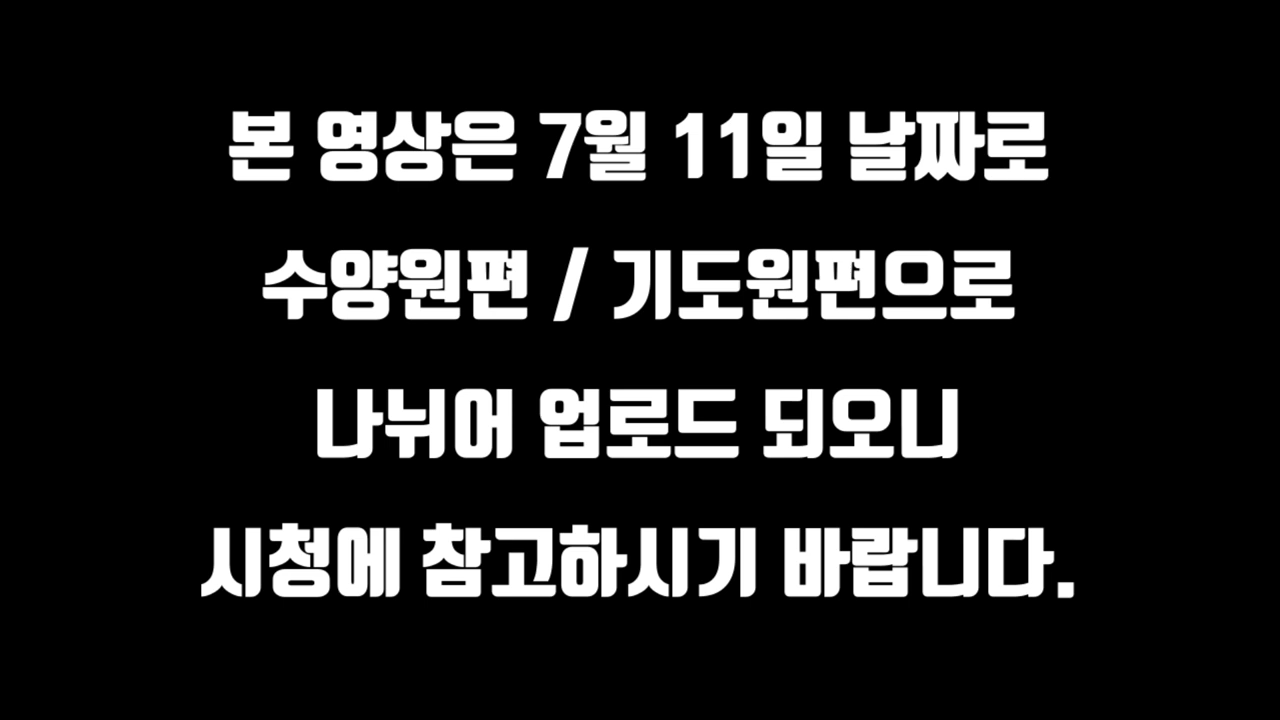 본 영상은 7월 11일 날짜로
수양원편 / 기도원편으로
나뉘어 업로드 되오니
시청에 참고하시기 바랍니다.